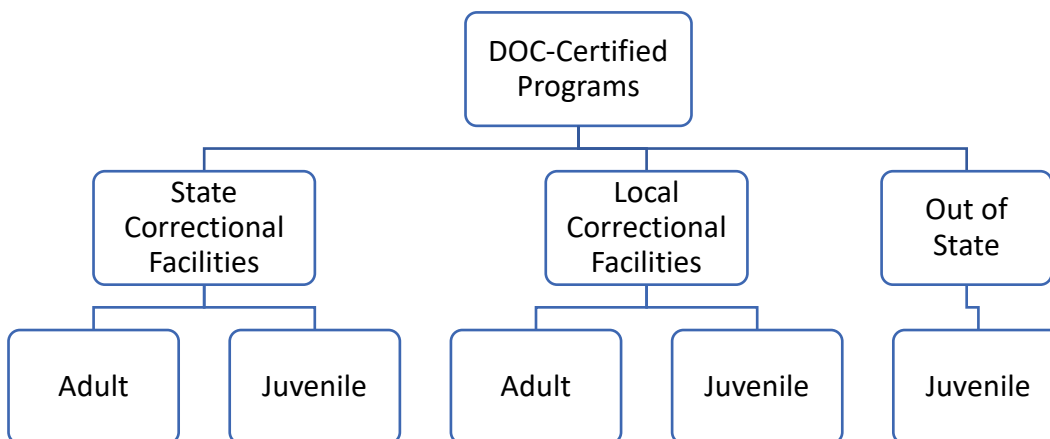 DOC-Certified
Programs
State
Correctional
Facilities
Local
Correctional
Facilities
Out of
State
Adult
Juvenile
Adult
Juvenile
Juvenile